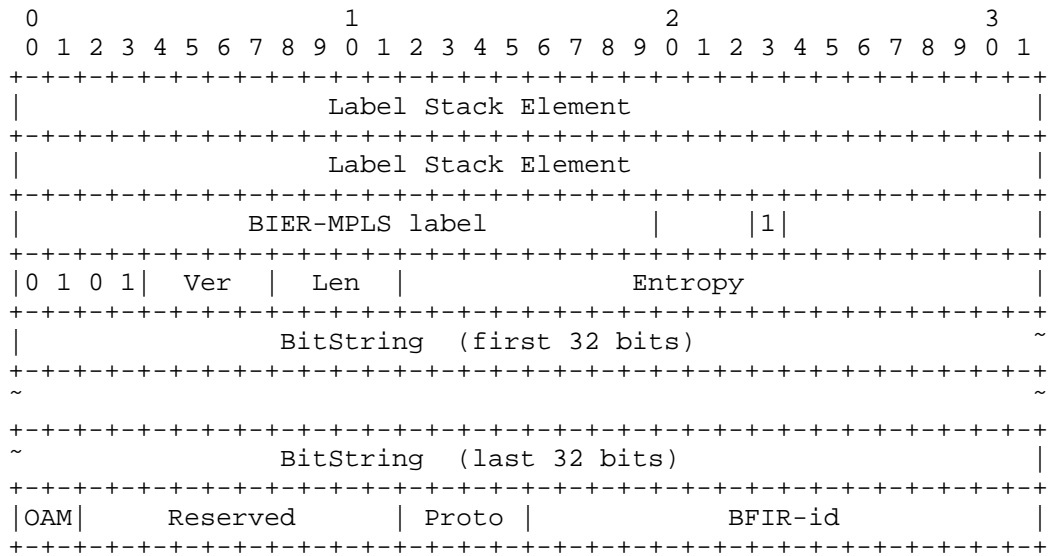 0                   1                   2                   3
 0 1 2 3 4 5 6 7 8 9 0 1 2 3 4 5 6 7 8 9 0 1 2 3 4 5 6 7 8 9 0 1
+-+-+-+-+-+-+-+-+-+-+-+-+-+-+-+-+-+-+-+-+-+-+-+-+-+-+-+-+-+-+-+-+
|                   Label Stack Element                         |
+-+-+-+-+-+-+-+-+-+-+-+-+-+-+-+-+-+-+-+-+-+-+-+-+-+-+-+-+-+-+-+-+
|                   Label Stack Element                         |
+-+-+-+-+-+-+-+-+-+-+-+-+-+-+-+-+-+-+-+-+-+-+-+-+-+-+-+-+-+-+-+-+
|              BIER-MPLS label          |     |1|               |
+-+-+-+-+-+-+-+-+-+-+-+-+-+-+-+-+-+-+-+-+-+-+-+-+-+-+-+-+-+-+-+-+
|0 1 0 1|  Ver  |  Len  |              Entropy                  |
+-+-+-+-+-+-+-+-+-+-+-+-+-+-+-+-+-+-+-+-+-+-+-+-+-+-+-+-+-+-+-+-+
|                BitString  (first 32 bits)                     ~
+-+-+-+-+-+-+-+-+-+-+-+-+-+-+-+-+-+-+-+-+-+-+-+-+-+-+-+-+-+-+-+-+
~                                                               ~
+-+-+-+-+-+-+-+-+-+-+-+-+-+-+-+-+-+-+-+-+-+-+-+-+-+-+-+-+-+-+-+-+
~                BitString  (last 32 bits)                      |
+-+-+-+-+-+-+-+-+-+-+-+-+-+-+-+-+-+-+-+-+-+-+-+-+-+-+-+-+-+-+-+-+
|OAM|     Reserved      | Proto |            BFIR-id            |
+-+-+-+-+-+-+-+-+-+-+-+-+-+-+-+-+-+-+-+-+-+-+-+-+-+-+-+-+-+-+-+-+